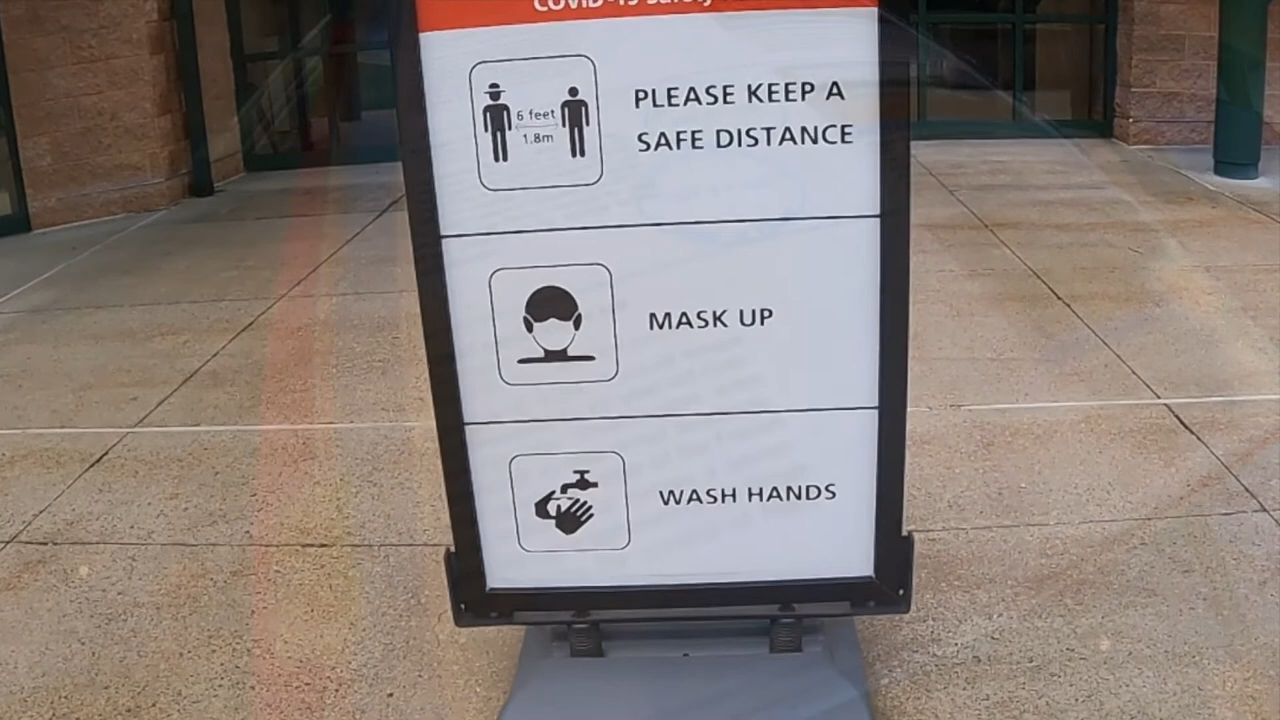 COVID-19 Safety
6 feet
1.8m
PLEASE KEEP A
SAFE DISTANCE
MASK UP
WASH HANDS